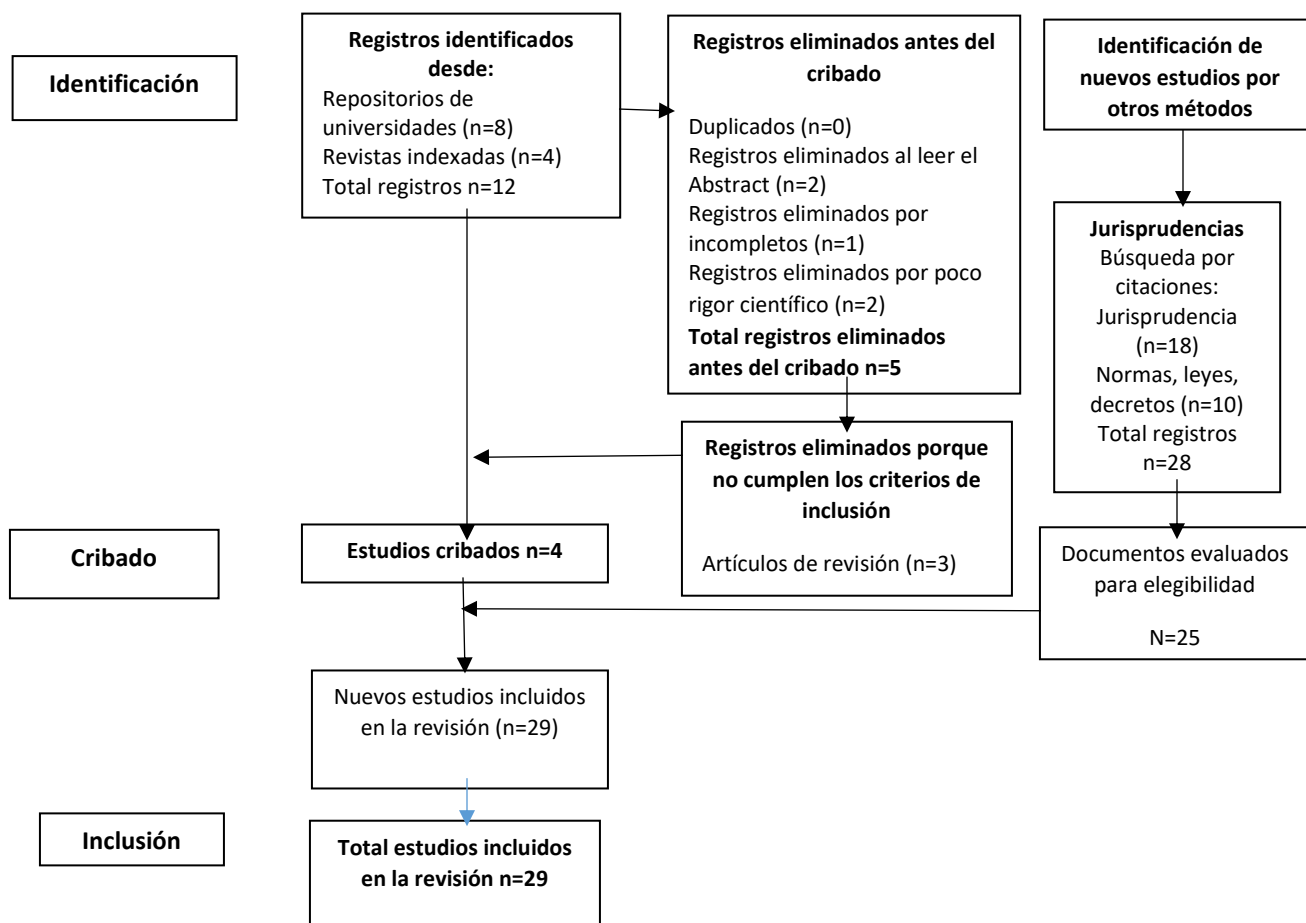 Identificación
Registros identificados
desde:
Repositorios de
universidades (n=8)
Revistas indexadas (n=4)
Total registros n=12
Registros eliminados antes del
cribado
Duplicados (n=0)
Registros eliminados al leer el
Abstract (n=2)
Registros eliminados por
incompletos (n=1)
Registros eliminados por poco
rigor científico (n=2)
Total registros eliminados
antes del cribado n=5
Identificación de
nuevos estudios por
otros métodos
Jurisprudencias
Búsqueda por
citaciones:
Jurisprudencia
(n=18)
Normas, leyes,
decretos (n=10)
Total registros
n=28
Registros eliminados porque
no cumplen los criterios de
inclusión
Artículos de revisión (n=3)
Cribado
Estudios cribados n=4
Documentos evaluados
para elegibilidad
N=25
Nuevos estudios incluidos
en la revisión (n=29)
Inclusión
Total estudios incluidos
en la revisión n=29